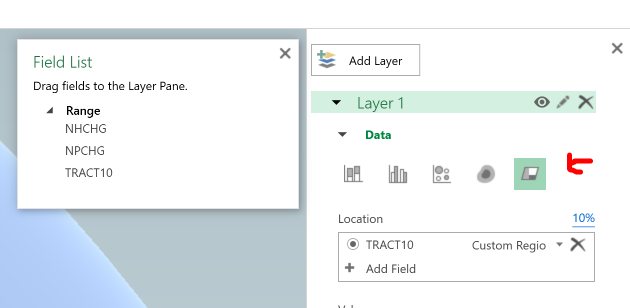 Field List
Drag fields to the Layer Pane.
Range
NHCHG
NPCHG
TRACT10
Add Layer
Layer 1
Data
Location 10%
TRACT10 Custom Regio
Add Field